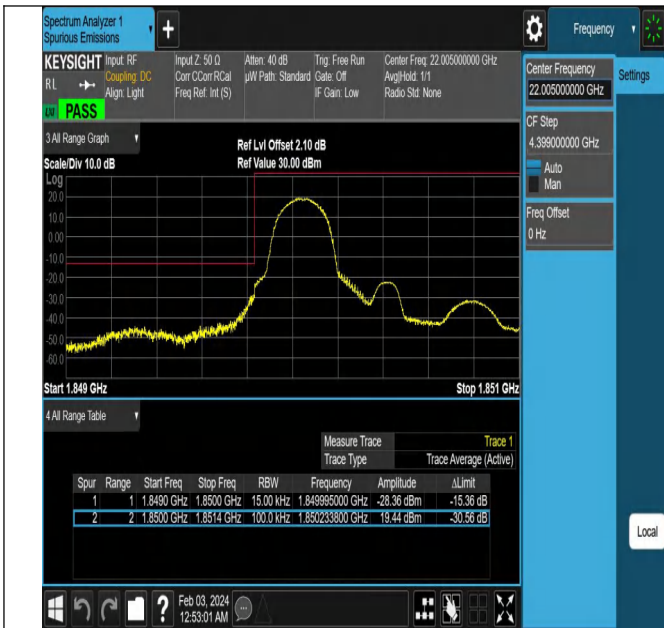 Spectrum Analyzer 1
Spurious Emissions
Frequency
KEYSIGHT
Input: RF
Coupling: DC
Align: Light
Input Z: 50 Ω
Corr CCorr RCal
Freq Ref: Int (S)
Atten: 40 dB
µW Path: Standard
Trig: Free Run
Gate: Off
IF Gain: Low
Center Freq: 22.005000000 GHz
Avg|Hold: 1/1
Radio Std: None
R L
PASS
Center Frequency
22.005000000 GHz
Settings
CF Step
4.399000000 GHz
Auto
Man
Freq Offset
0 Hz
3 All Range Graph
Scale/Div 10.0 dB
Ref Lvl Offset 2.10 dB
Ref Value 30.00 dBm
Log
20.0
10.0
0.00
-10.0
-20.0
-30.0
-40.0
-50.0
-60.0
Start 1.849 GHz
Stop 1.851 GHz
4 All Range Table
Measure Trace Trace 1
Trace Type Trace Average (Active)
Spur Range Start Freq Stop Freq RBW Frequency Amplitude ΔLimit
1 1 1.8490 GHz 1.8500 GHz 15.00 kHz 1.849995000 GHz -28.36 dBm -15.36 dB
2 2 1.8500 GHz 1.8514 GHz 100.0 kHz 1.850233800 GHz 19.44 dBm -30.56 dB
Local
?
Feb 03, 2024
12:53:01 AM